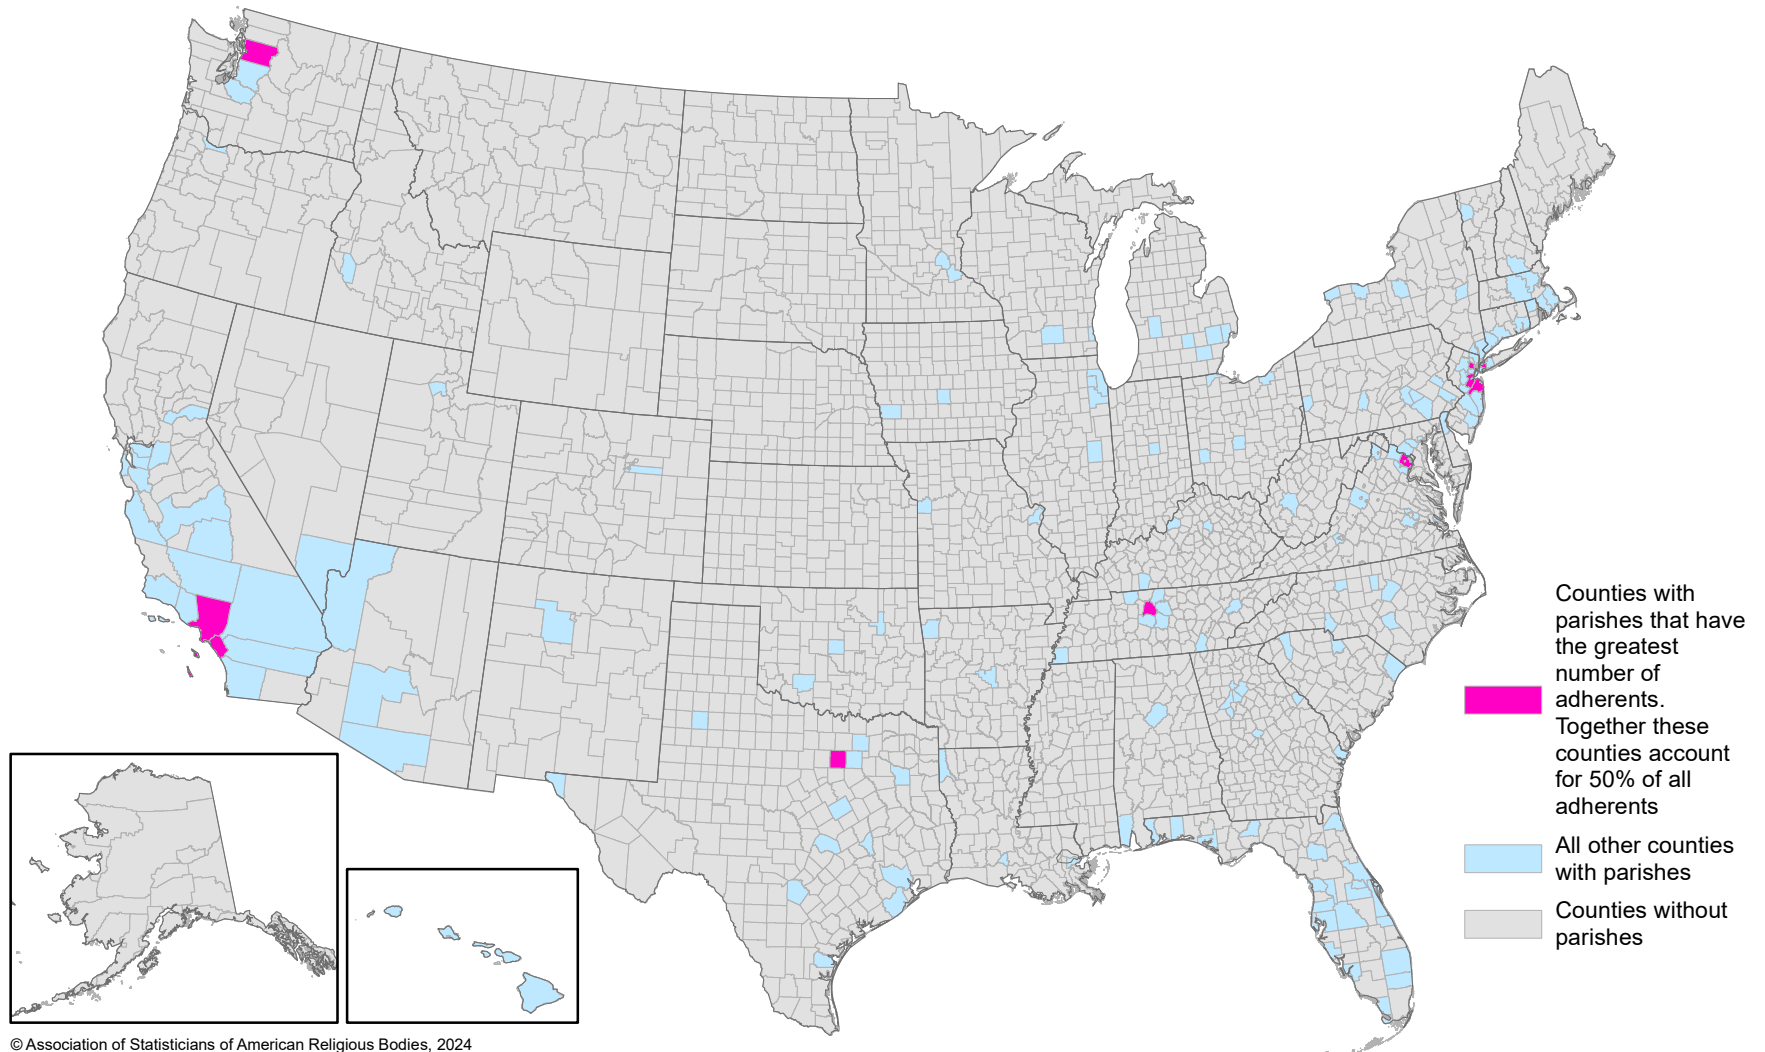 Counties with
parishes that have
the greatest
number of
adherents.
Together these
counties account
for 50% of all
adherents
All other counties
with parishes
Counties without
parishes
© Association of Statisticians of American Religious Bodies, 2024